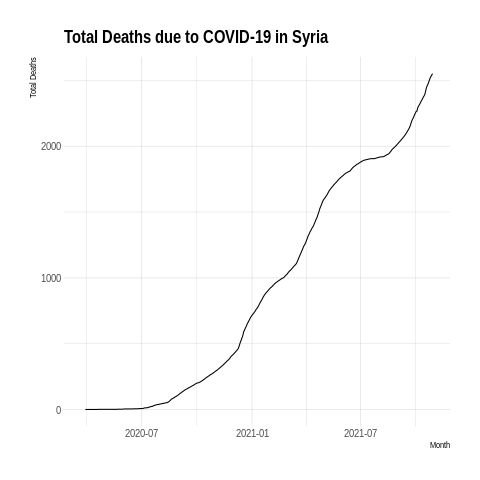 Total Deaths due to COVID-19 in Syria
Total Deaths
2000
1000
0
2020-07 2021-01 2021-07
Month